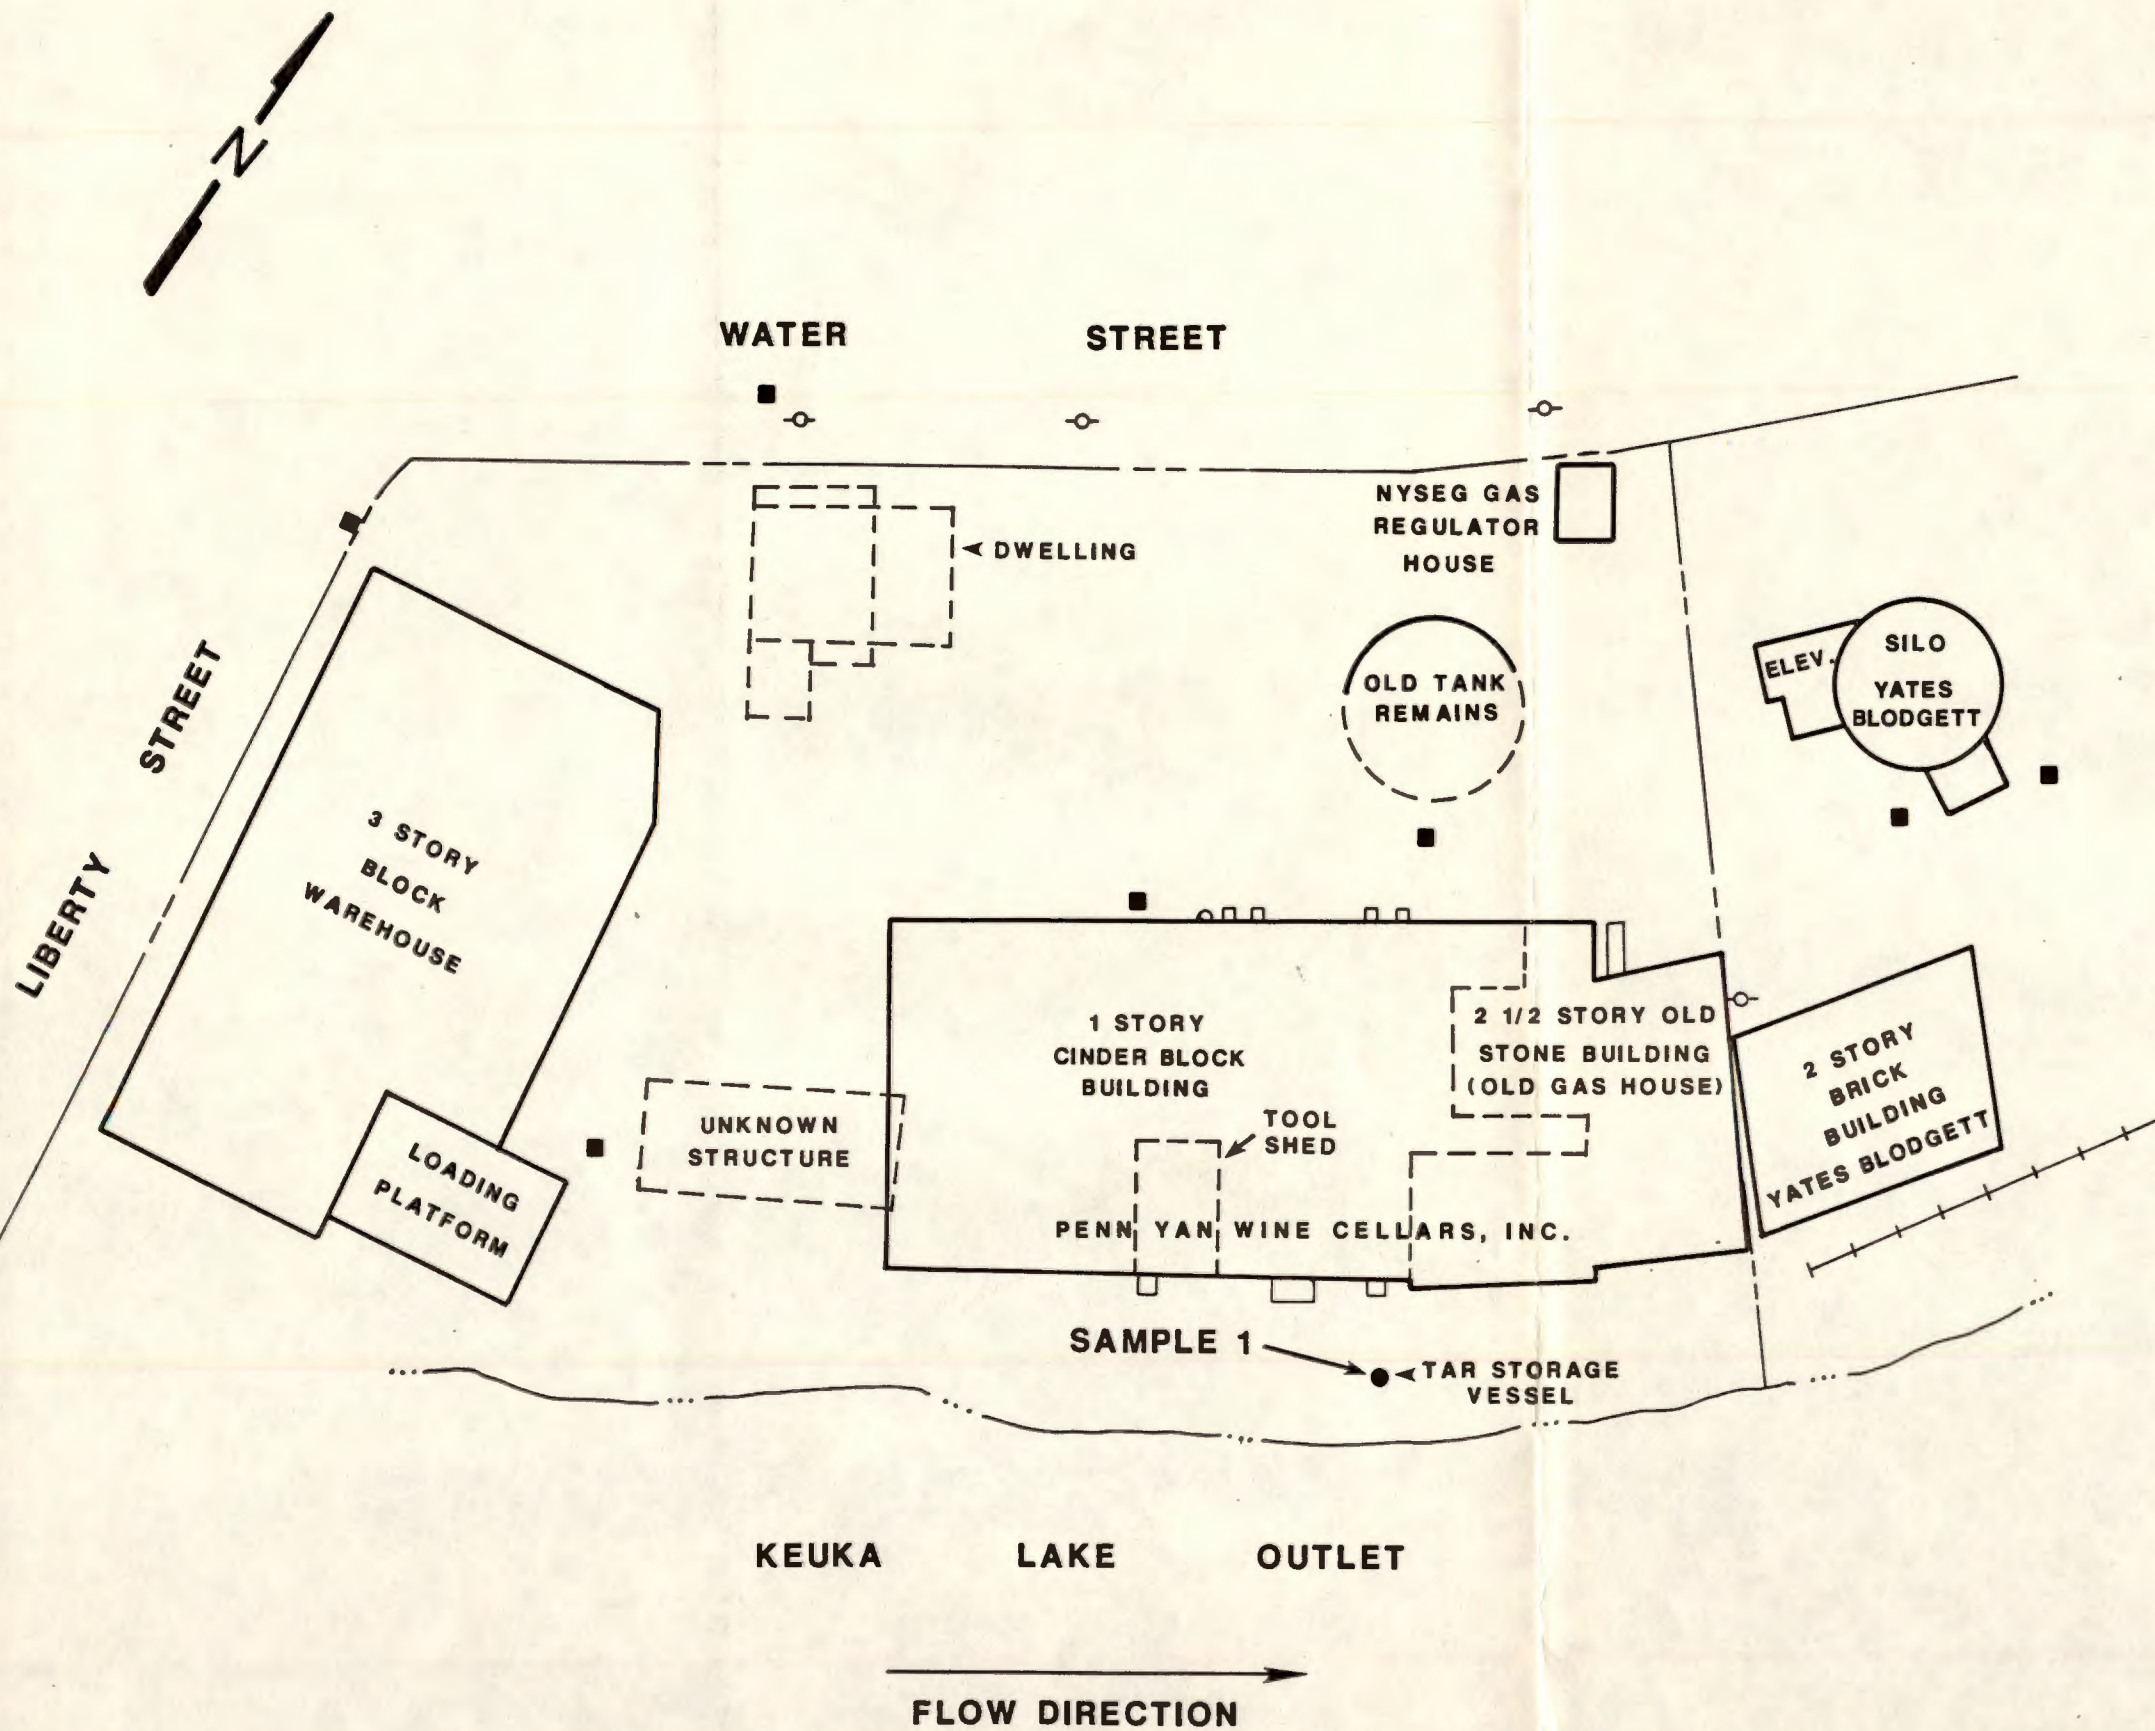 N
WATER STREET
NYSEG GAS
REGULATOR
HOUSE
DWELLING
STREET
LIBERTY
OLD TANK
REMAINS
ELEV.
SILO
YATES
BLODGETT
3 STORY
BLOCK
WAREHOUSE
1 STORY
CINDER BLOCK
BUILDING
2 1/2 STORY OLD
STONE BUILDING
(OLD GAS HOUSE)
2 STORY
BRICK
BUILDING
YATES BLODGETT
UNKNOWN
STRUCTURE
TOOL
SHED
LOADING
PLATFORM
PENN YAN WINE CELLARS, INC.
SAMPLE 1
TAR STORAGE
VESSEL
KEUKA LAKE OUTLET
FLOW DIRECTION